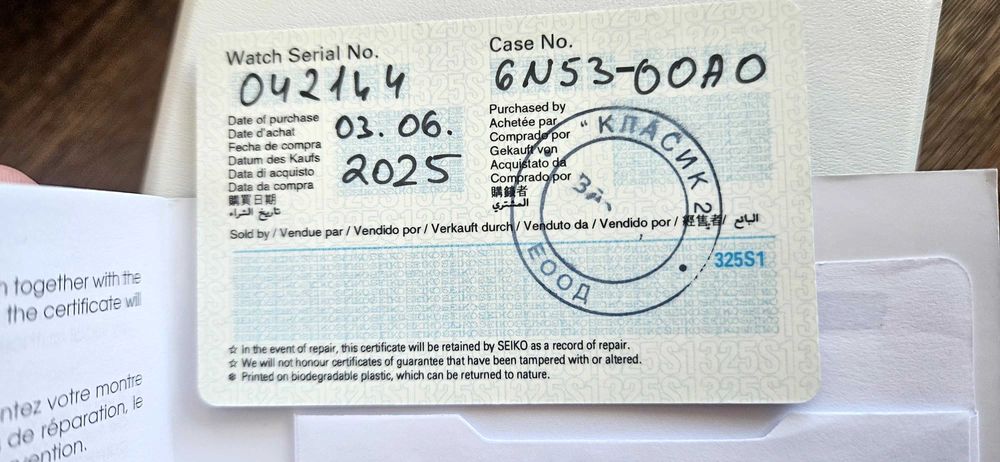 Watch Serial No.
042144
Case No.
6N53-00A0
Date of purchase
Date d'achat
Fecha de compra
Datum des Kaufs
Data di acquisto
Data da compra
購買日期
تاريخ الشراء
03.06.
2025
Purchased by
Achetée par
Comprado por
Gekauft von
Acquistato da
Comprado por
購錶者
المشتري
"КЛАСИК 2"
ЕООД
Sold by / Vendue par / Vendido por / Verkauft durch / Venduto da / Vendido por / 經售者/ البائع
325S1
☆ in the event of repair, this certificate will be retained by SEIKO as a record of repair.
☆ We will not honour certificates of guarantee that have been tampered with or altered.
❄ Printed on biodegradable plastic, which can be returned to nature.
together with the
the certificate will
votre montre
de réparation, le